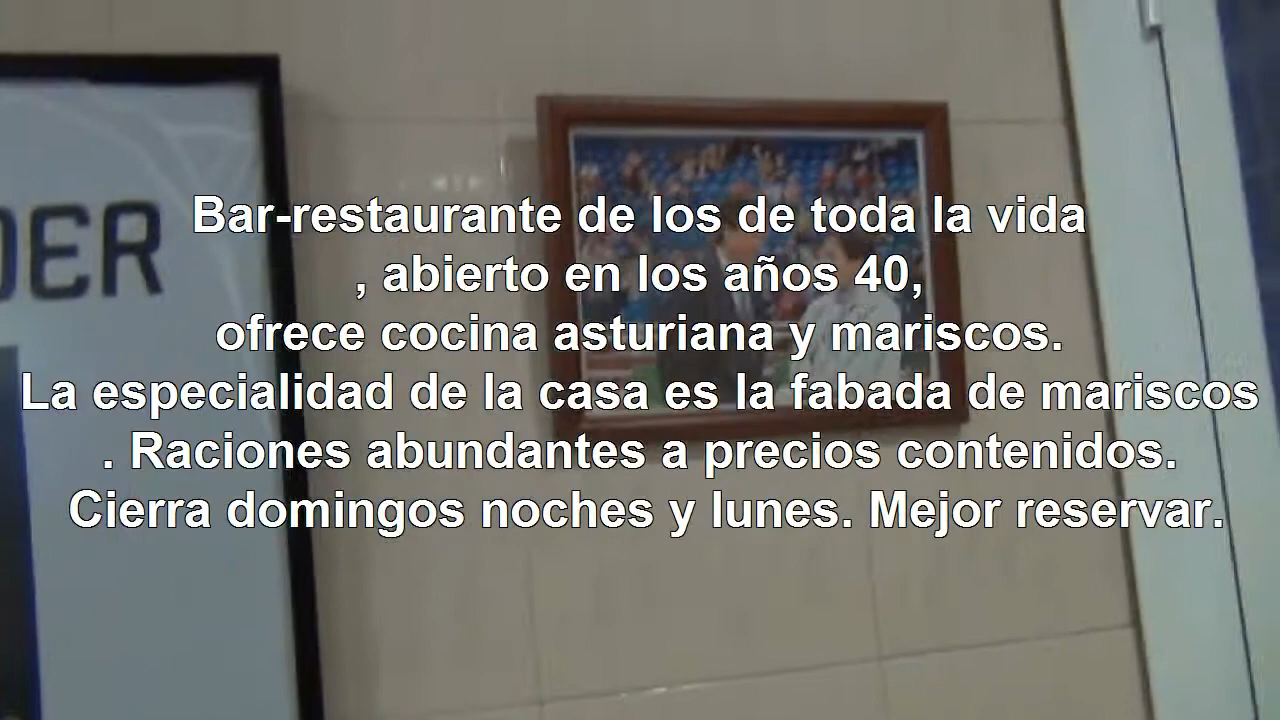 DER
Bar-restaurante de los de toda la vida
, abierto en los años 40,
ofrece cocina asturiana y mariscos.
La especialidad de la casa es la fabada de mariscos
. Raciones abundantes a precios contenidos.
Cierra domingos noches y lunes. Mejor reservar.